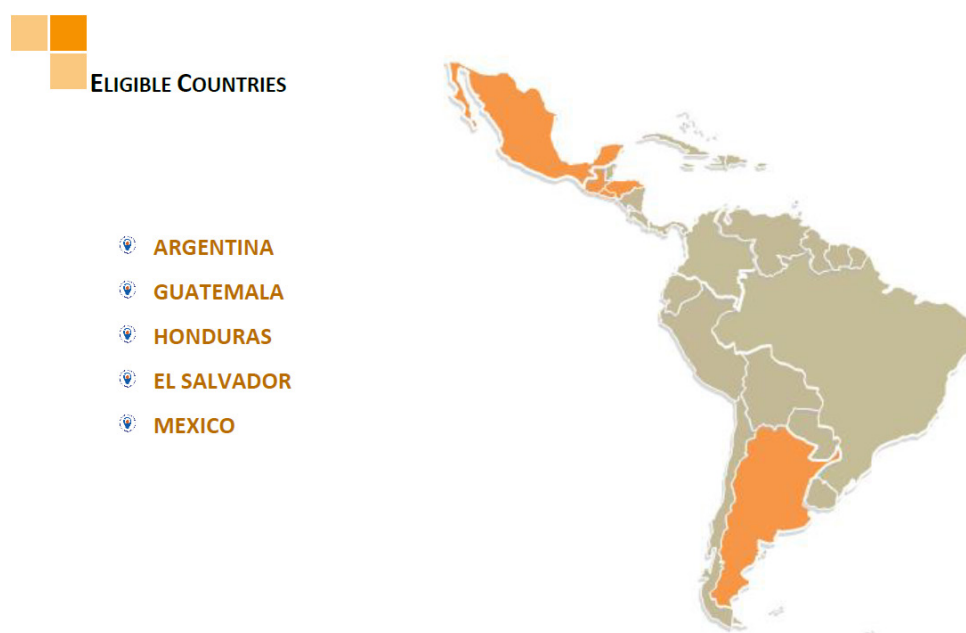 ELIGIBLE COUNTRIES
ARGENTINA
GUATEMALA
HONDURAS
EL SALVADOR
MEXICO